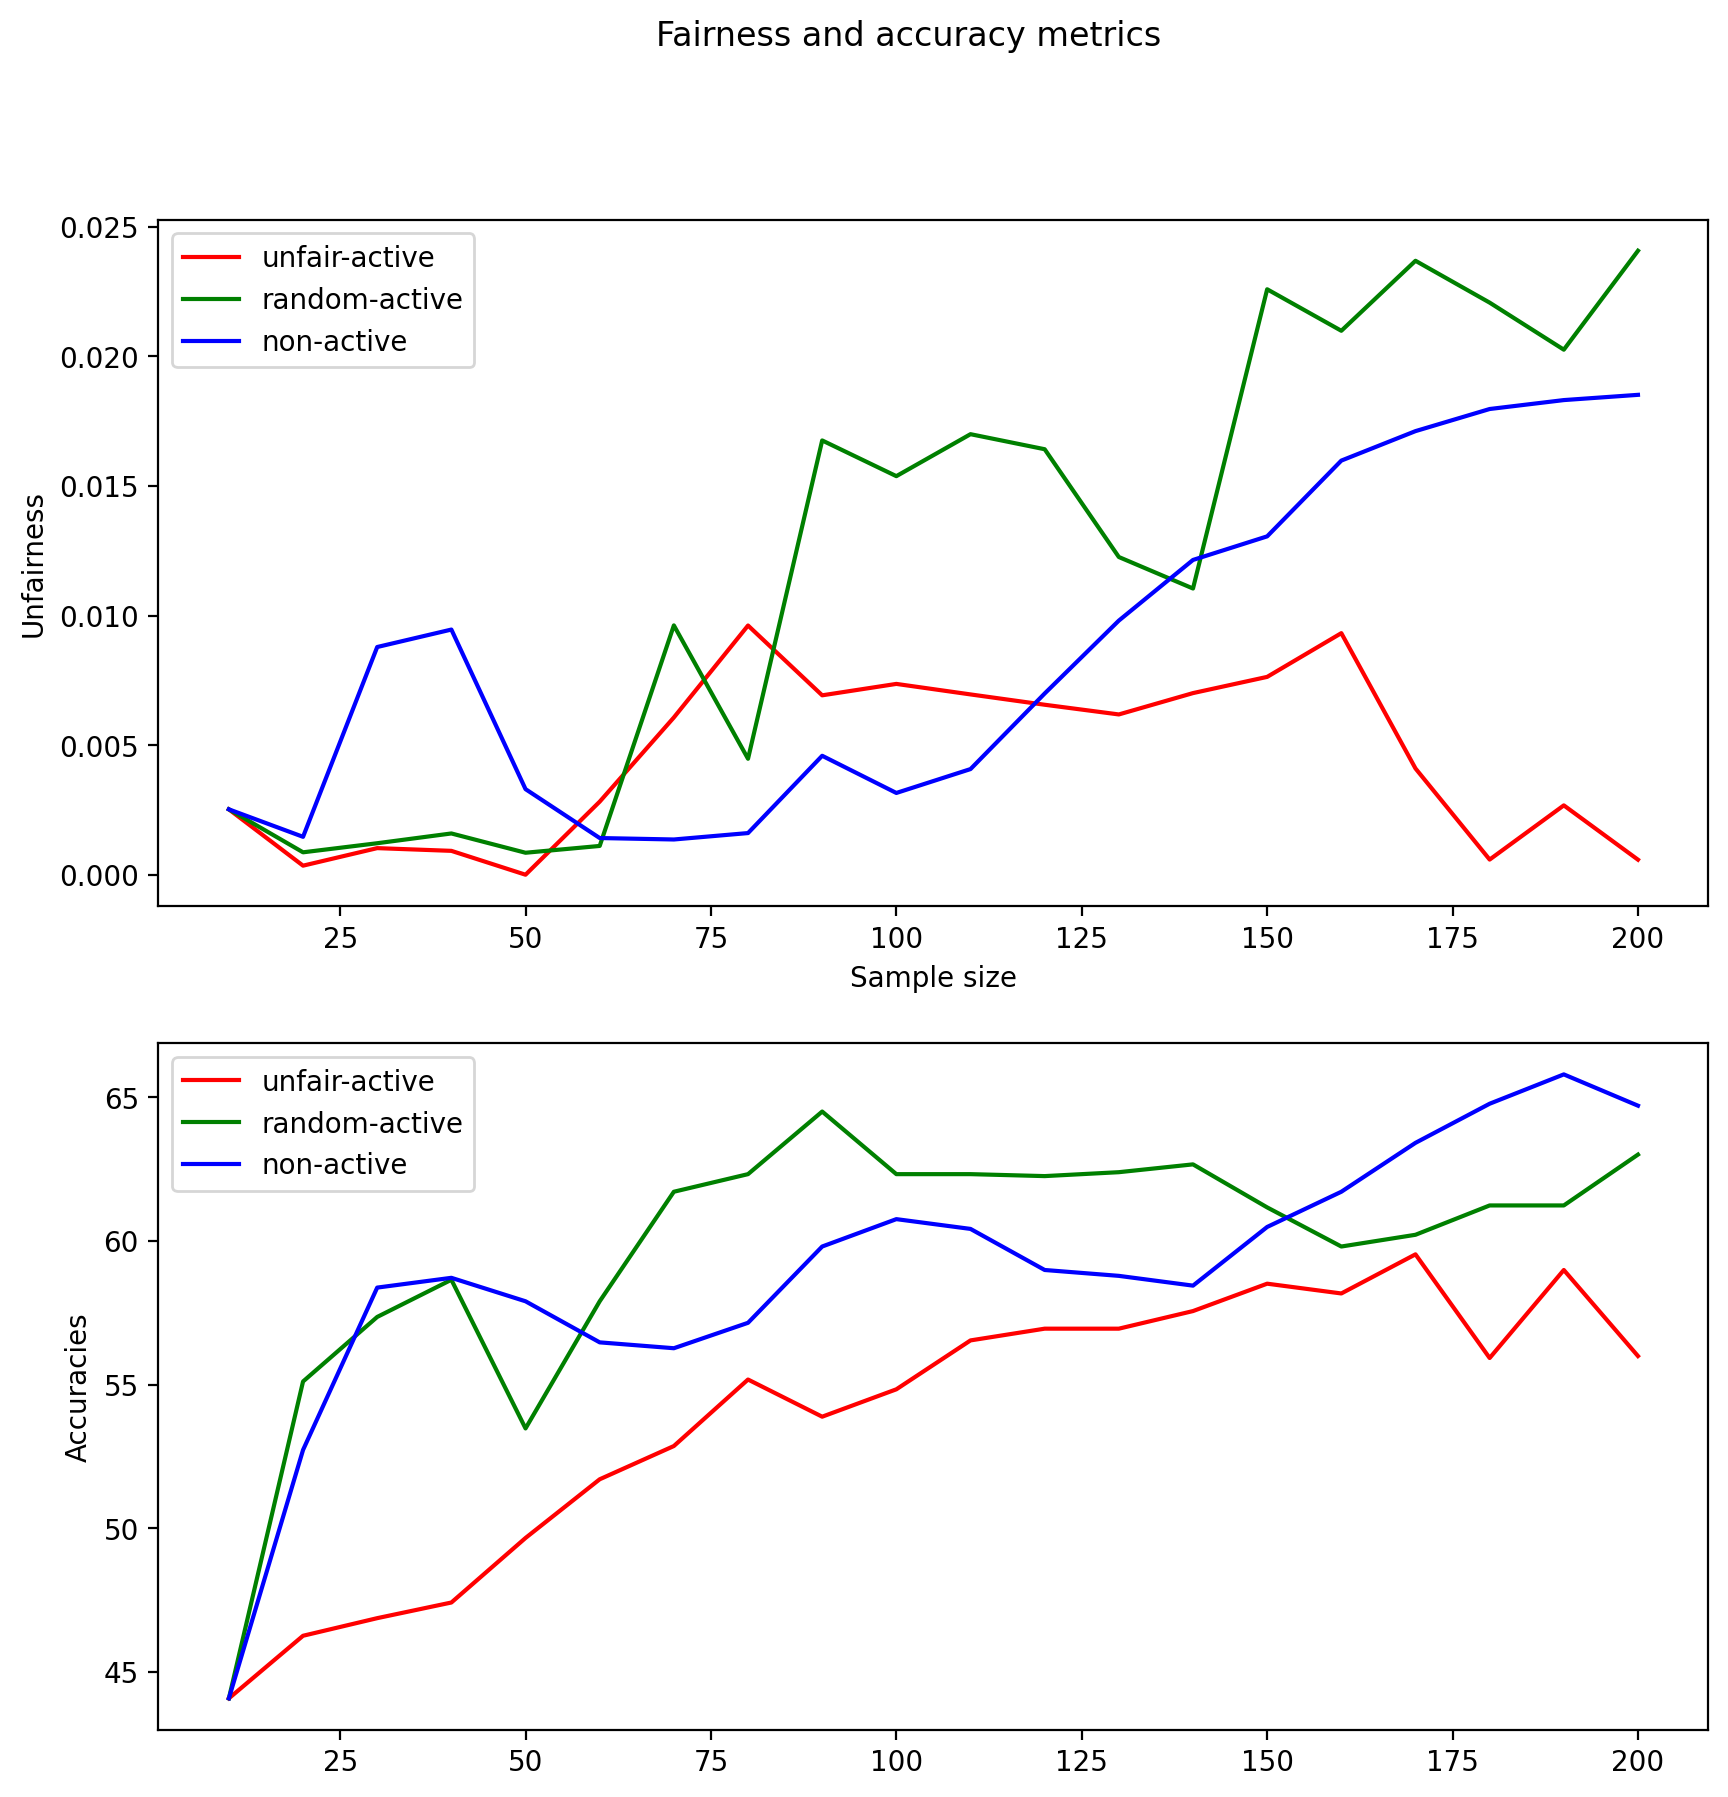 Fairness and accuracy metrics
Unfairness
0.025
0.020
0.015
0.010
0.005
0.000
unfair-active
random-active
non-active
25 50 75 100 125 150 175 200
Sample size
Accuracies
65
60
55
50
45
unfair-active
random-active
non-active
25 50 75 100 125 150 175 200